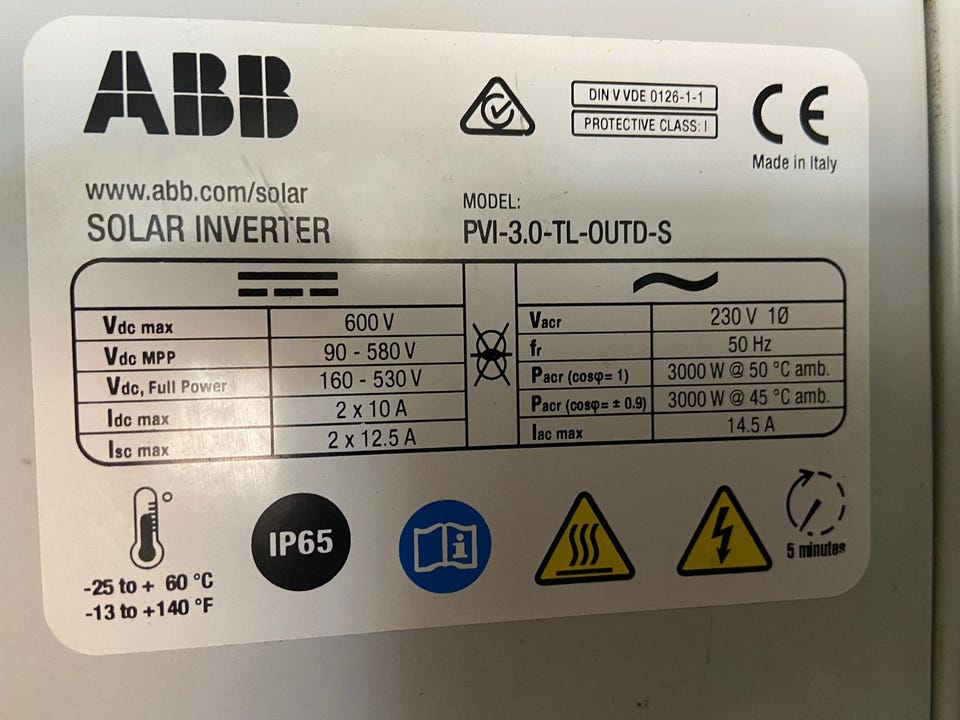 ABB
DIN V VDE 0126-1-1
PROTECTIVE CLASS: I
CE
Made in Italy
www.abb.com/solar
SOLAR INVERTER
MODEL:
PVI-3.0-TL-OUTD-S
Vdc max 600 V
Vdc MPP 90 - 580 V
Vdc, Full Power 160 - 530 V
Idc max 2 x 10 A
Isc max 2 x 12.5 A
Vacr 230 V 1Ø
fr 50 Hz
Pacr (cosφ= 1) 3000 W @ 50 °C amb.
Pacr (cosφ= ± 0.9) 3000 W @ 45 °C amb.
Iac max 14.5 A
-25 to + 60 °C
-13 to +140 °F
IP65
i
5 minutes